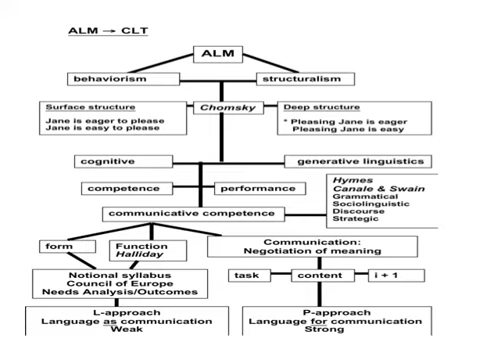 ALM → CLT
ALM
behaviorism
structuralism
Surface structure
Jane is eager to please
Jane is easy to please
Chomsky
Deep structure
* Pleasing Jane is eager
Pleasing Jane is easy
cognitive
generative linguistics
competence
performance
Hymes
Canale & Swain
Grammatical
Sociolinguistic
Discourse
Strategic
communicative competence
form
Function
Halliday
Communication:
Negotiation of meaning
Notional syllabus
Council of Europe
Needs Analysis/Outcomes
task
content
i + 1
L-approach
Language as communication
Weak
P-approach
Language for communication
Strong